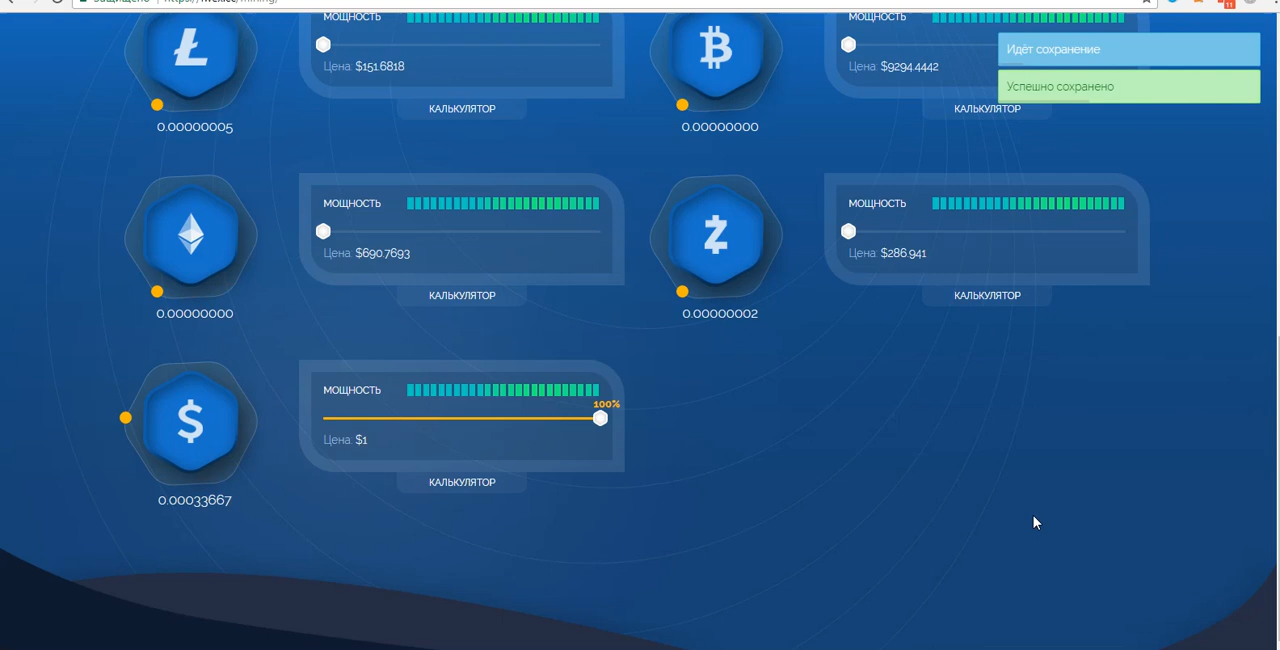 МОЩНОСТЬ
Цена: $151.6818
КАЛЬКУЛЯТОР
0.00000005
МОЩНОСТЬ
Цена: $9294.4442
КАЛЬКУЛЯТОР
0.00000000
Идёт сохранение
Успешно сохранено
11
МОЩНОСТЬ
Цена: $690.7693
КАЛЬКУЛЯТОР
0.00000000
МОЩНОСТЬ
Цена: $286.941
КАЛЬКУЛЯТОР
0.00000002
МОЩНОСТЬ
100%
Цена: $1
КАЛЬКУЛЯТОР
0.00033667